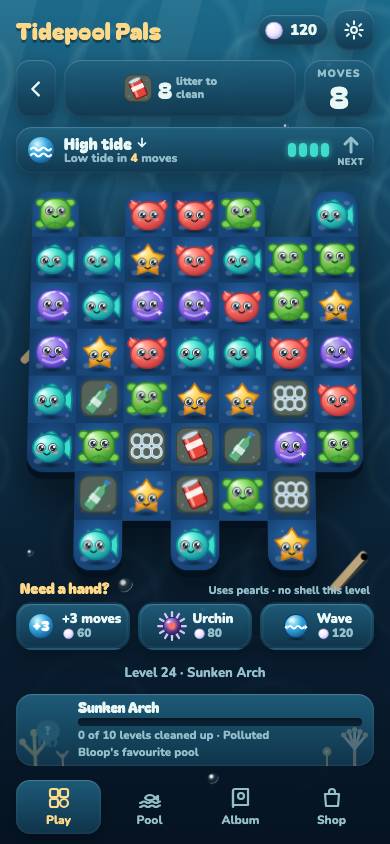 Tidepool Pals
120
8 litter to
clean
MOVES
8
High tide ↓
Low tide in 4 moves
NEXT
Need a hand?
Uses pearls · no shell this level
+3
+3 moves
60
Urchin
80
Wave
120
Level 24 · Sunken Arch
Sunken Arch
0 of 10 levels cleaned up · Polluted
Bloop's favourite pool
Play
Pool
Album
Shop